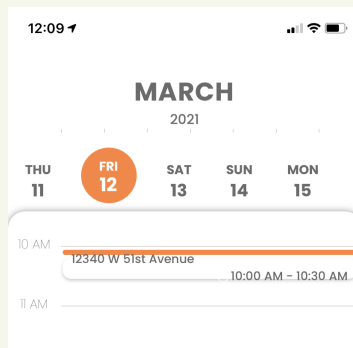 12:09
MARCH
2021
THU FRI SAT SUN MON
11 12 13 14 15
10 AM
12340 W 51st Avenue
10:00 AM - 10:30 AM
11 AM